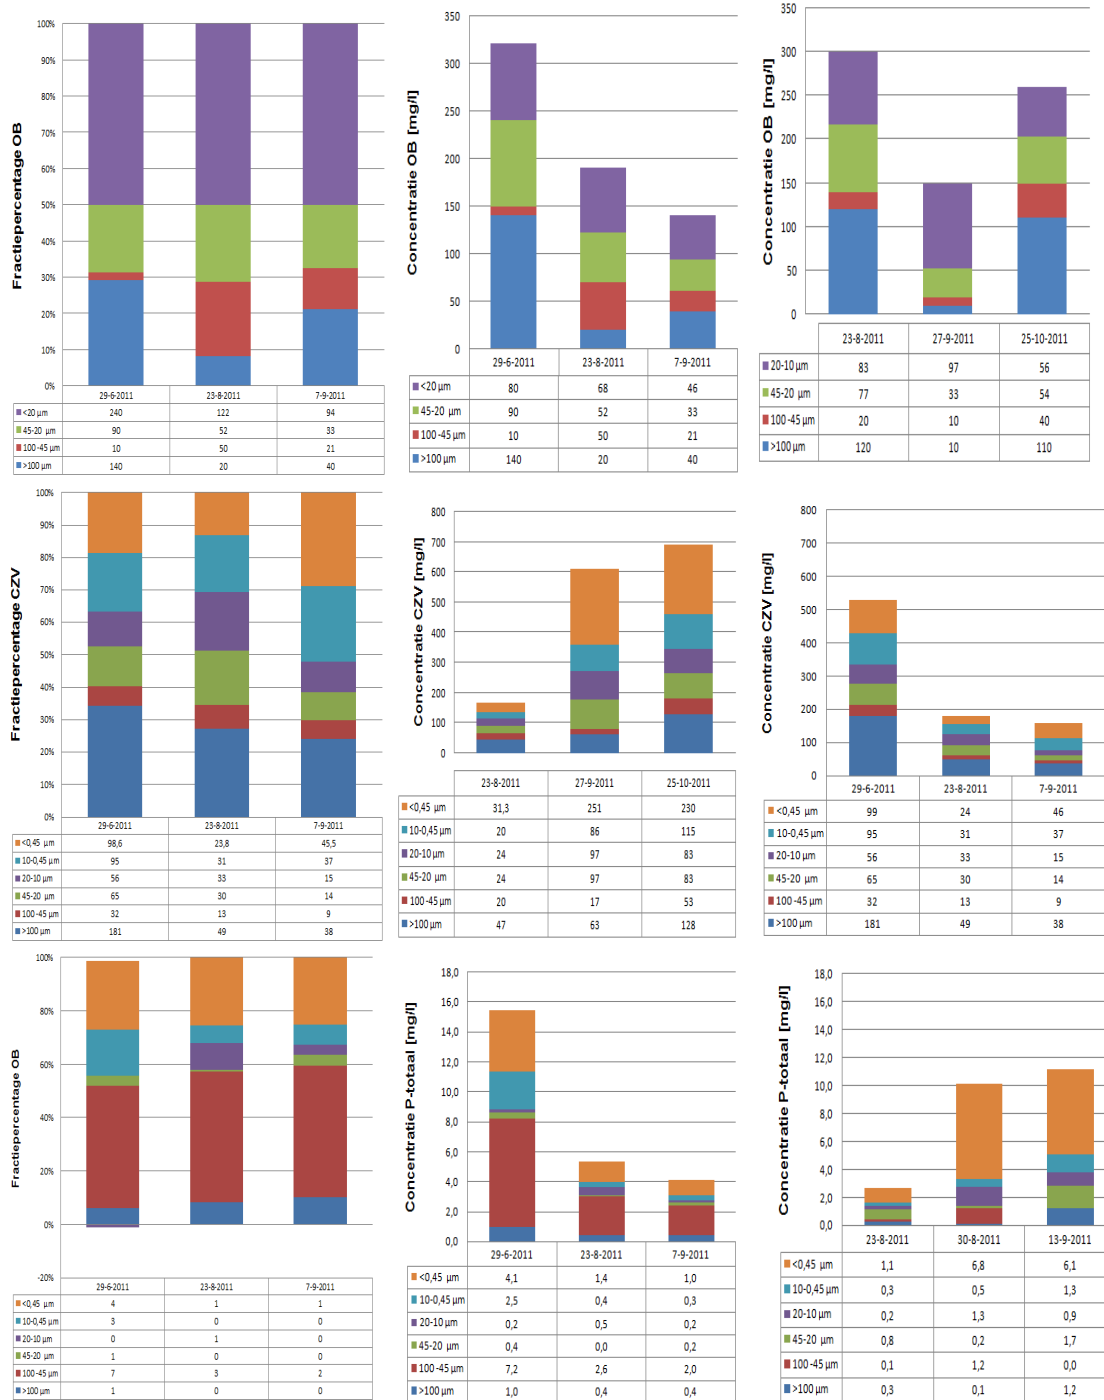 Fractiepercentage OB
100%
90%
80%
70%
60%
50%
40%
30%
20%
10%
0%
29-6-2011 23-8-2011 7-9-2011
<20 µm 240 122 94
45-20 µm 90 52 33
100-45 µm 10 50 21
>100 µm 140 20 40
Concentratie OB [mg/l]
350
300
250
200
150
100
50
0
29-6-2011 23-8-2011 7-9-2011
<20 µm 80 68 46
45-20 µm 90 52 33
100-45 µm 10 50 21
>100 µm 140 20 40
Concentratie OB [mg/l]
350
300
250
200
150
100
50
0
23-8-2011 27-9-2011 25-10-2011
20-10 µm 83 97 56
45-20 µm 77 33 54
100-45 µm 20 10 40
>100 µm 120 10 110
Fractiepercentage CZV
100%
90%
80%
70%
60%
50%
40%
30%
20%
10%
0%
29-6-2011 23-8-2011 7-9-2011
<0,45 µm 98,6 23,8 45,5
10-0,45 µm 95 31 37
20-10 µm 56 33 15
45-20 µm 65 30 14
100-45 µm 32 13 9
>100 µm 181 49 38
Concentratie CZV [mg/l]
800
700
600
500
400
300
200
100
0
23-8-2011 27-9-2011 25-10-2011
<0,45 µm 31,3 251 230
10-0,45 µm 20 86 115
20-10 µm 24 97 83
45-20 µm 24 97 83
100-45 µm 20 17 53
>100 µm 47 63 128
Concentratie CZV [mg/l]
800
700
600
500
400
300
200
100
0
29-6-2011 23-8-2011 7-9-2011
<0,45 µm 99 24 46
10-0,45 µm 95 31 37
20-10 µm 56 33 15
45-20 µm 65 30 14
100-45 µm 32 13 9
>100 µm 181 49 38
Fractiepercentage OB
100%
80%
60%
40%
20%
0%
-20%
29-6-2011 23-8-2011 7-9-2011
<0,45 µm 4 1 1
10-0,45 µm 3 0 0
20-10 µm 0 1 0
45-20 µm 1 0 0
100-45 µm 7 3 2
>100 µm 1 0 0
Concentratie P-totaal [mg/l]
18,0
16,0
14,0
12,0
10,0
8,0
6,0
4,0
2,0
0,0
29-6-2011 23-8-2011 7-9-2011
<0,45 µm 4,1 1,4 1,0
10-0,45 µm 2,5 0,4 0,3
20-10 µm 0,2 0,5 0,2
45-20 µm 0,4 0,0 0,2
100-45 µm 7,2 2,6 2,0
>100 µm 1,0 0,4 0,4
Concentratie P-totaal [mg/l]
18,0
16,0
14,0
12,0
10,0
8,0
6,0
4,0
2,0
0,0
23-8-2011 30-8-2011 13-9-2011
<0,45 µm 1,1 6,8 6,1
10-0,45 µm 0,3 0,5 1,3
20-10 µm 0,2 1,3 0,9
45-20 µm 0,8 0,2 1,7
100-45 µm 0,1 1,2 0,0
>100 µm 0,3 0,1 1,2